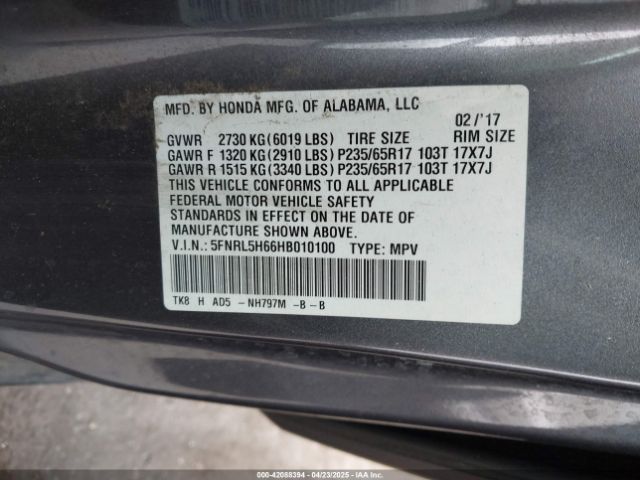 MFD. BY HONDA MFG. OF ALABAMA, LLC
02 /'17
GVWR 2730 KG(6019 LBS) TIRE SIZE RIM SIZE
GAWR F 1320 KG(2910 LBS) P235/65R17 103T 17X7J
GAWR R 1515 KG(3340 LBS) P235/65R17 103T 17X7J
THIS VEHICLE CONFORMS TO ALL APPLICABLE
FEDERAL MOTOR VEHICLE SAFETY
STANDARDS IN EFFECT ON THE DATE OF
MANUFACTURE SHOWN ABOVE.
V.I.N.: 5FNRL5H66HB010100 TYPE: MPV
TK8 H AD5 -NH797M -B-B
000-42088394 04/23/2025 IAAI.COM